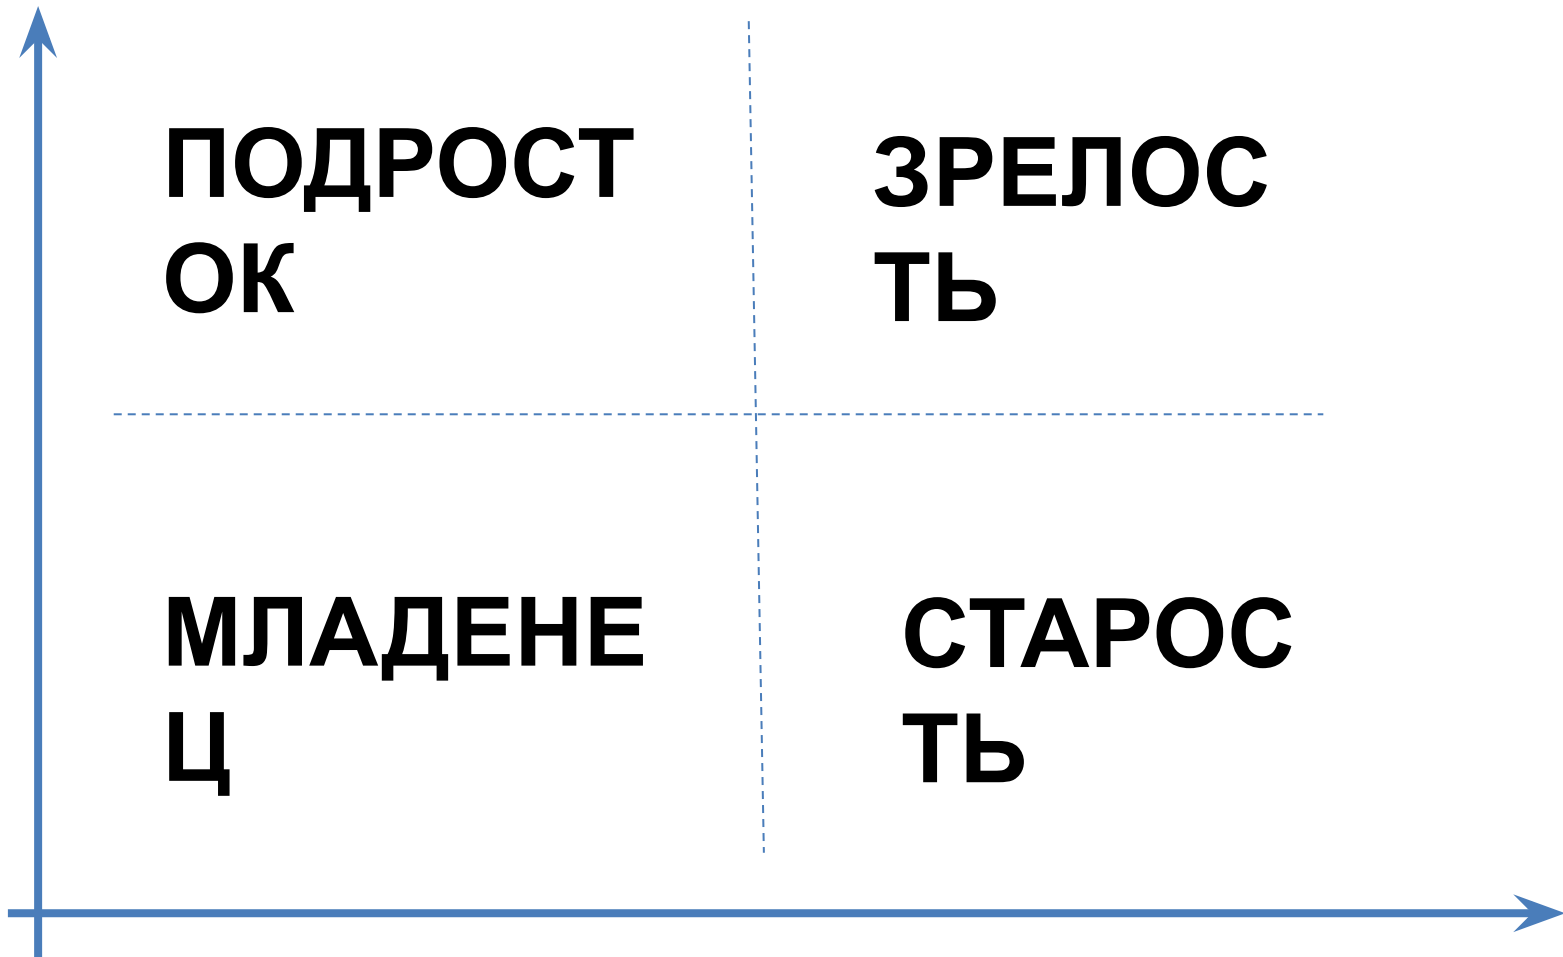 ПОДРОСТ
ОК
ЗРЕЛОС
ТЬ
МЛАДЕНЕ
Ц
СТАРОС
ТЬ